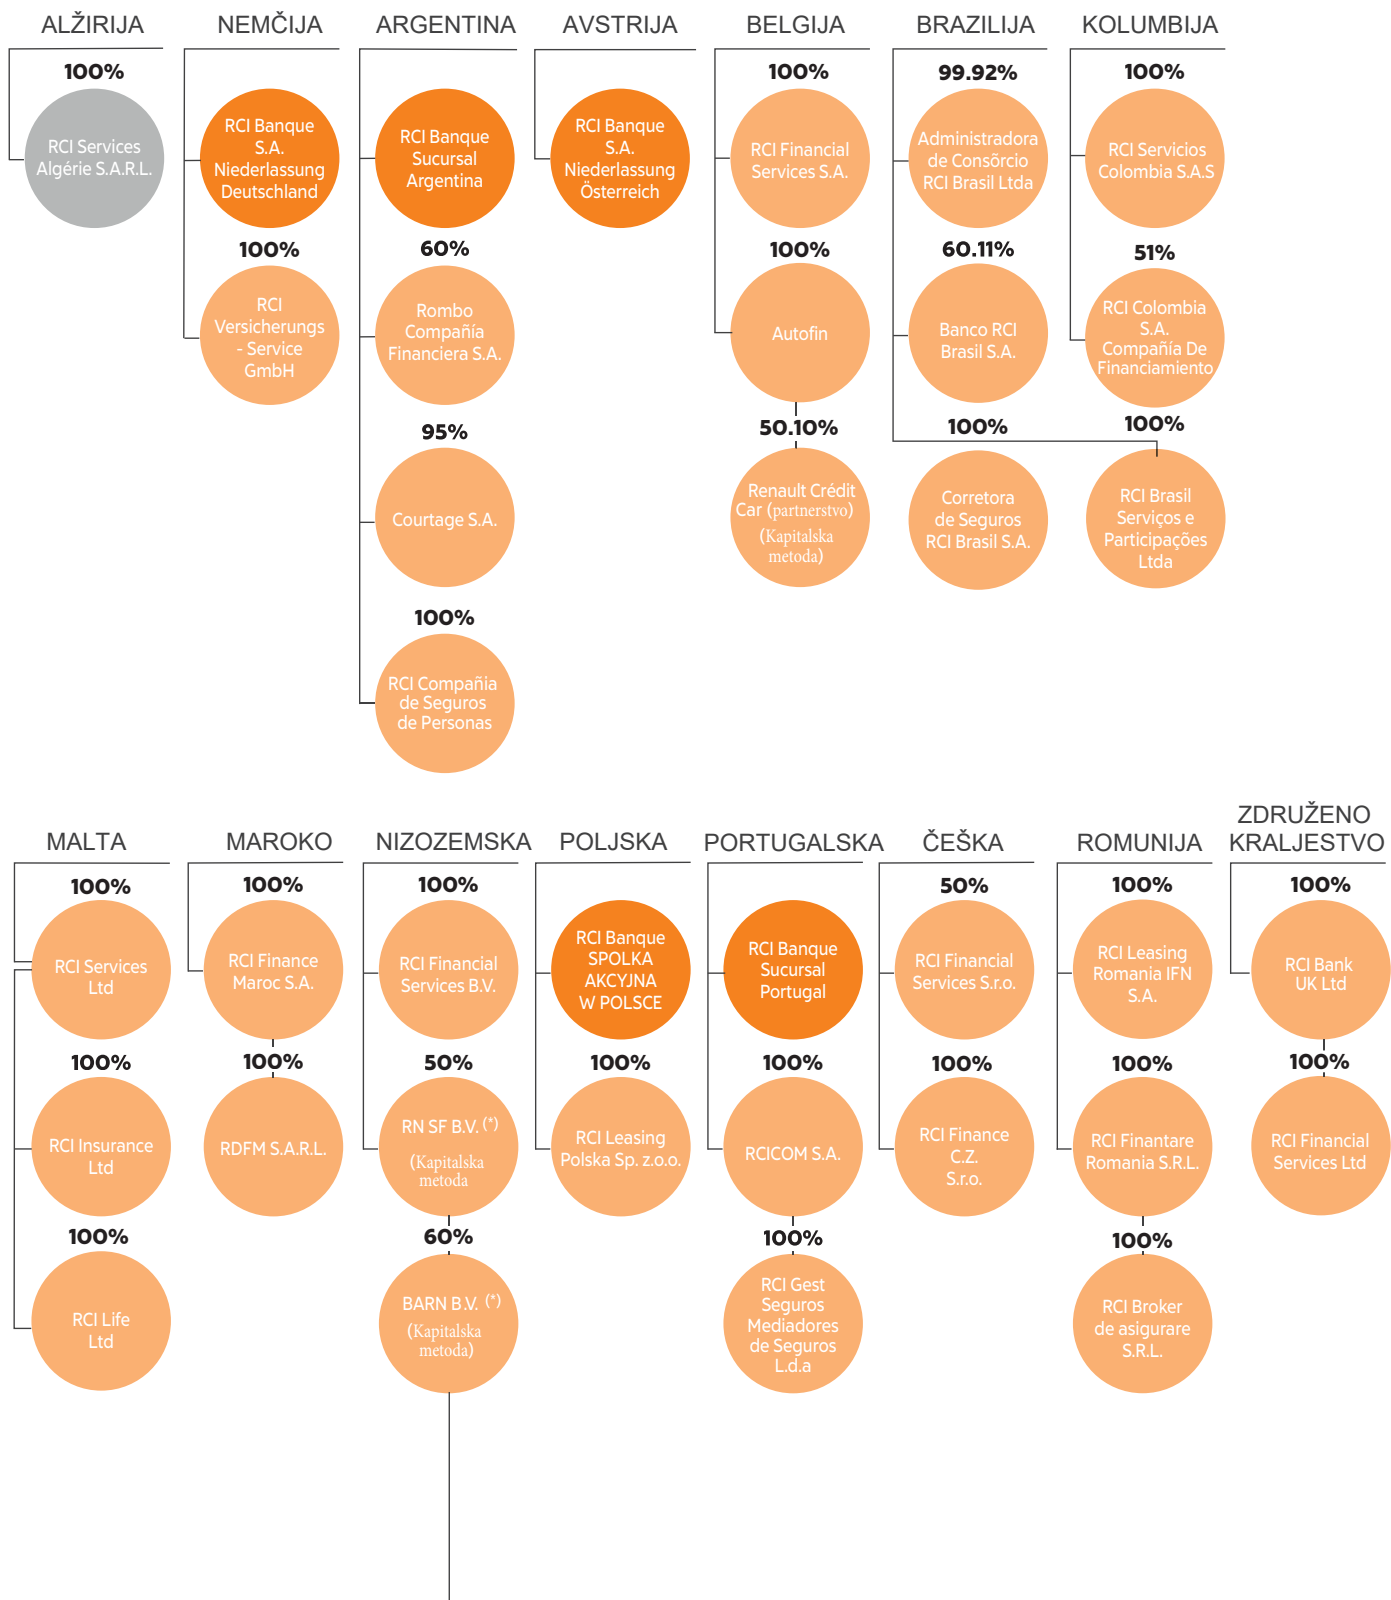 ALŽIRIJA
100%
RCI Services
Algérie S.A.R.L.
NEMČIJA
RCI Banque
S.A.
Niederlassung
Deutschland
100%
RCI
Versicherungs
- Service
GmbH
ARGENTINA
RCI Banque
Sucursal
Argentina
60%
Rombo
Compañía
Financiera S.A.
95%
Courtage S.A.
100%
RCI Compañia
de Seguros
de Personas
AVSTRIJA
RCI Banque
S.A.
Niederlassung
Österreich
BELGIJA
100%
RCI Financial
Services S.A.
100%
Autofin
50.10%
Renault Crédit
Car (partnerstvo)
(Kapitalska
metoda)
BRAZILIJA
99.92%
Administradora
de Consõrcio
RCI Brasil Ltda
60.11%
Banco RCI
Brasil S.A.
100%
Corretora
de Seguros
RCI Brasil S.A.
KOLUMBIJA
100%
RCI Servicios
Colombia S.A.S
51%
RCI Colombia
S.A.
Compañía De
Financiamiento
100%
RCI Brasil
Serviços e
Participações
Ltda
MALTA
100%
RCI Services
Ltd
100%
RCI Insurance
Ltd
100%
RCI Life
Ltd
MAROKO
100%
RCI Finance
Maroc S.A.
100%
RDFM S.A.R.L.
NIZOZEMSKA
100%
RCI Financial
Services B.V.
50%
RN SF B.V. (*)
(Kapitalska
metoda
60%
BARN B.V. (*)
(Kapitalska
metoda)
POLJSKA
RCI Banque
SPOLKA
AKCYJNA
W POLSCE
100%
RCI Leasing
Polska Sp. z.o.o.
PORTUGALSKA
RCI Banque
Sucursal
Portugal
100%
RCICOM S.A.
100%
RCI Gest
Seguros
Mediadores
de Seguros
L.d.a
ČEŠKA
50%
RCI Financial
Services S.r.o.
100%
RCI Finance
C.Z.
S.r.o.
ROMUNIJA
100%
RCI Leasing
Romania IFN
S.A.
100%
RCI Finantare
Romania S.R.L.
100%
RCI Broker
de asigurare
S.R.L.
ZDRUŽENO
KRALJESTVO
100%
RCI Bank
UK Ltd
100%
RCI Financial
Services Ltd